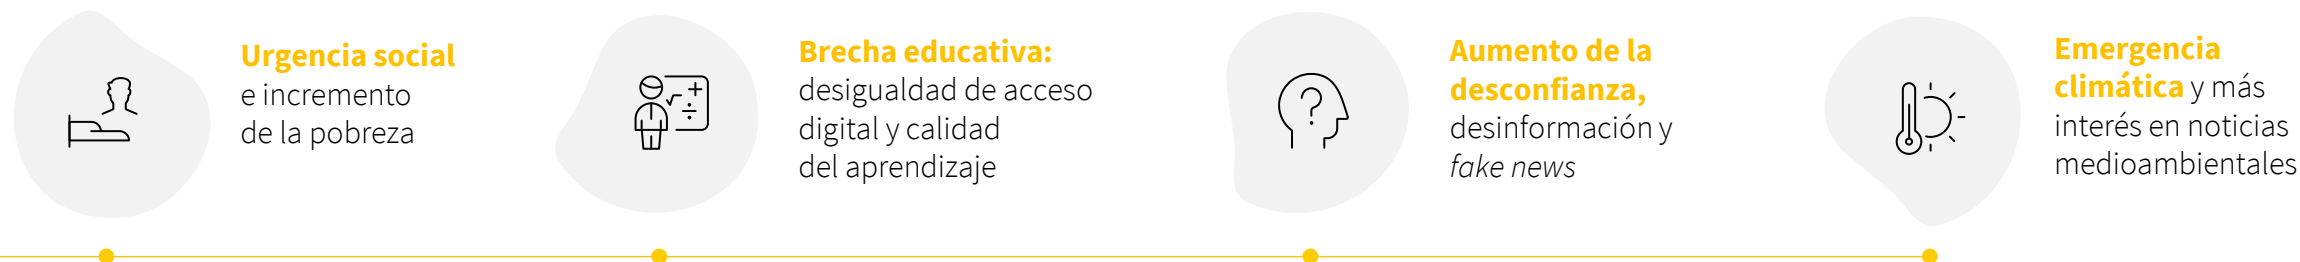 Urgencia social
e incremento
de la pobreza
Brecha educativa:
desigualdad de acceso
digital y calidad
del aprendizaje
Aumento de la
desconfianza,
desinformación y
fake news
Emergencia
climática y más
interés en noticias
medioambientales